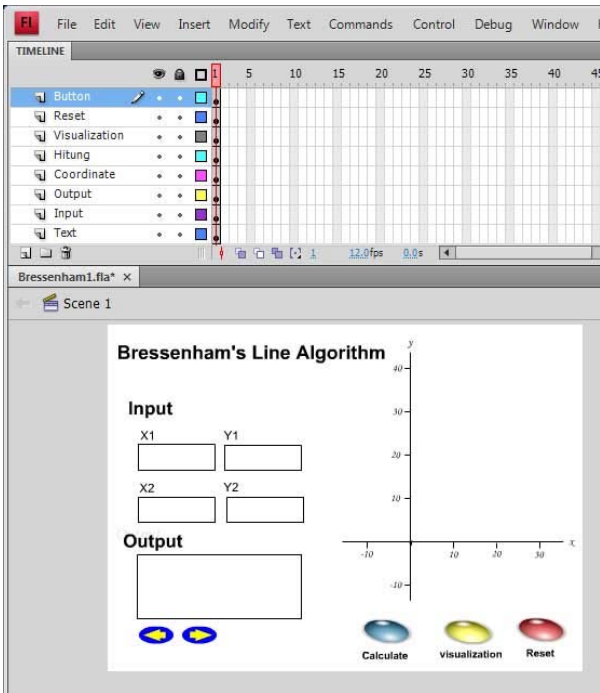 Fl File Edit View Insert Modify Text Commands Control Debug Window
TIMELINE
1 5 10 15 20 25 30 35 40 45
Button
Reset
Visualization
Hitung
Coordinate
Output
Input
Text
1 12.0fps 0.0s
Bressenham1.fla* ×
Scene 1
Bressenham's Line Algorithm
y
40
30
20
10
-10 10 20 30 x
-10
Input
X1 Y1
X2 Y2
Output
Calculate visualization Reset